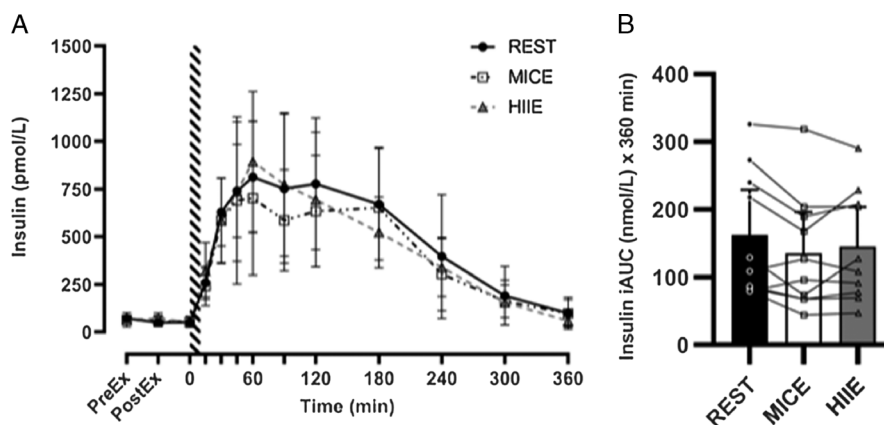 A
1500
1250
1000
750
500
250
0
Insulin (pmol/L)
REST
MICE
HIIE
PreEx
PostEx
0
60
120
180
240
300
360
Time (min)
B
400
300
200
100
0
Insulin iAUC (nmol/L) x 360 min)
REST
MICE
HIIE